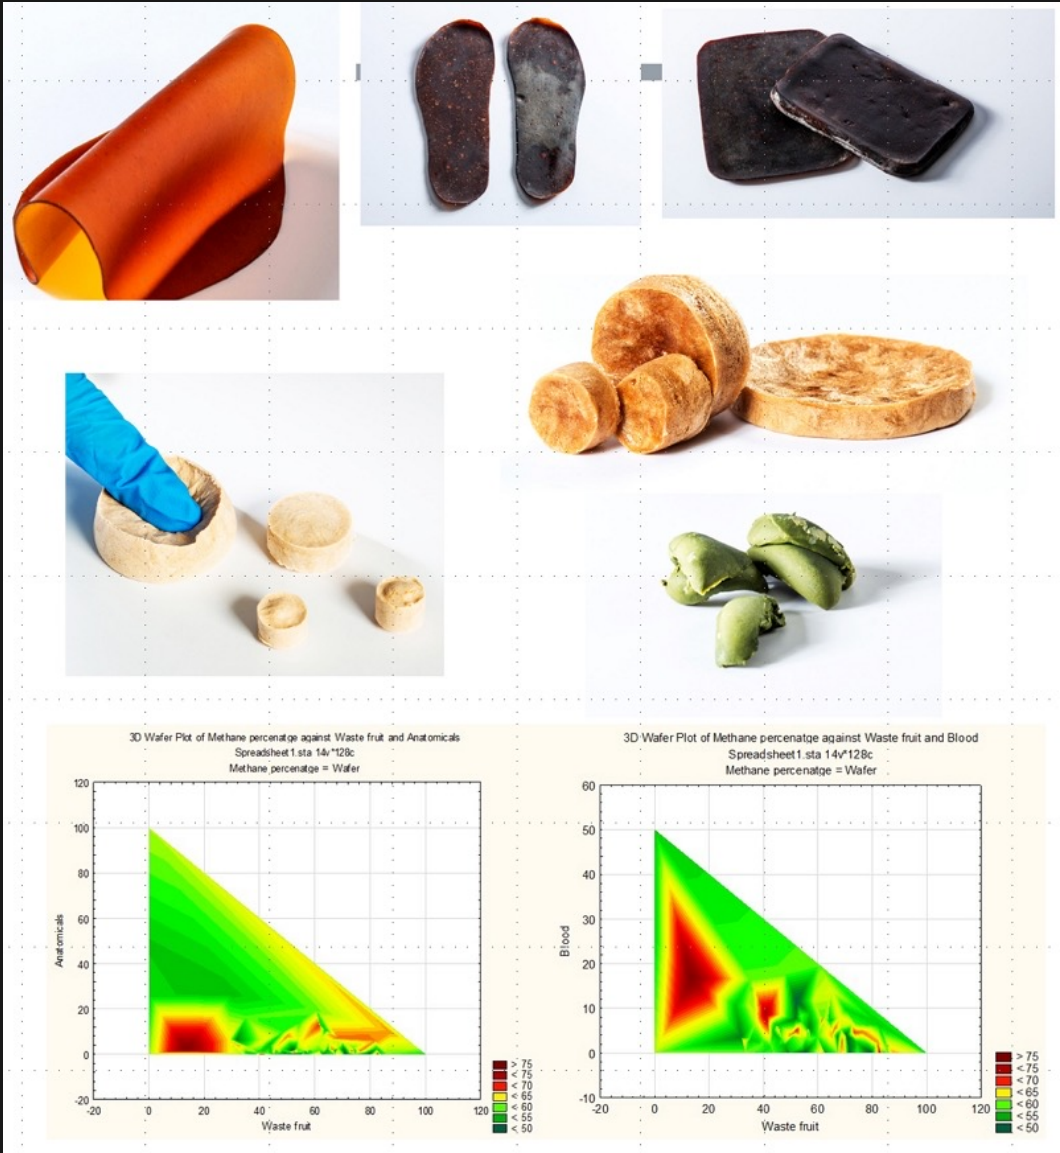 3D Wafer Plot of Methane percenatge against Waste fruit and Anatomicals
Spreadsheet1.sta 14v*128c
Methane percenatge = Wafer
120
100
80
60
40
20
0
-20
Anatomicals
-20 0 20 40 60 80 100 120
Waste fruit
> 75
< 75
< 70
< 65
< 60
< 55
< 50
3D Wafer Plot of Methane percenatge against Waste fruit and Blood
Spreadsheet1.sta 14v*128c
Methane percenatge = Wafer
60
50
40
30
20
10
0
-10
Blood
-20 0 20 40 60 80 100 120
Waste fruit
> 75
< 75
< 70
< 65
< 60
< 55
< 50